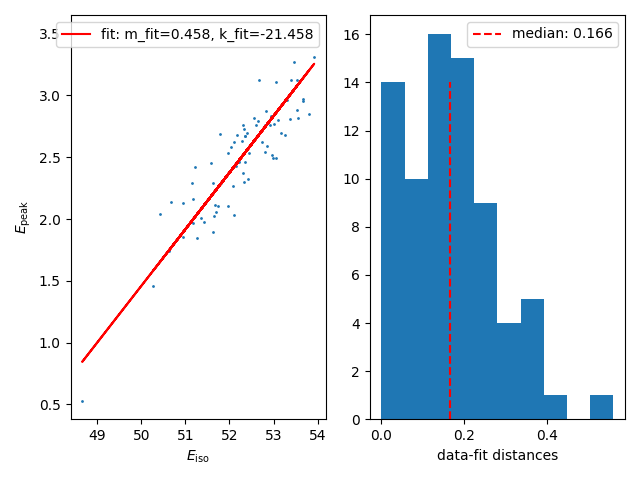 fit: m_fit=0.458, k_fit=-21.458
3.5
3.0
2.5
2.0
1.5
1.0
0.5
E_peak
49 50 51 52 53 54
E_iso
median: 0.166
16
14
12
10
8
6
4
2
0
0.0 0.2 0.4
data-fit distances